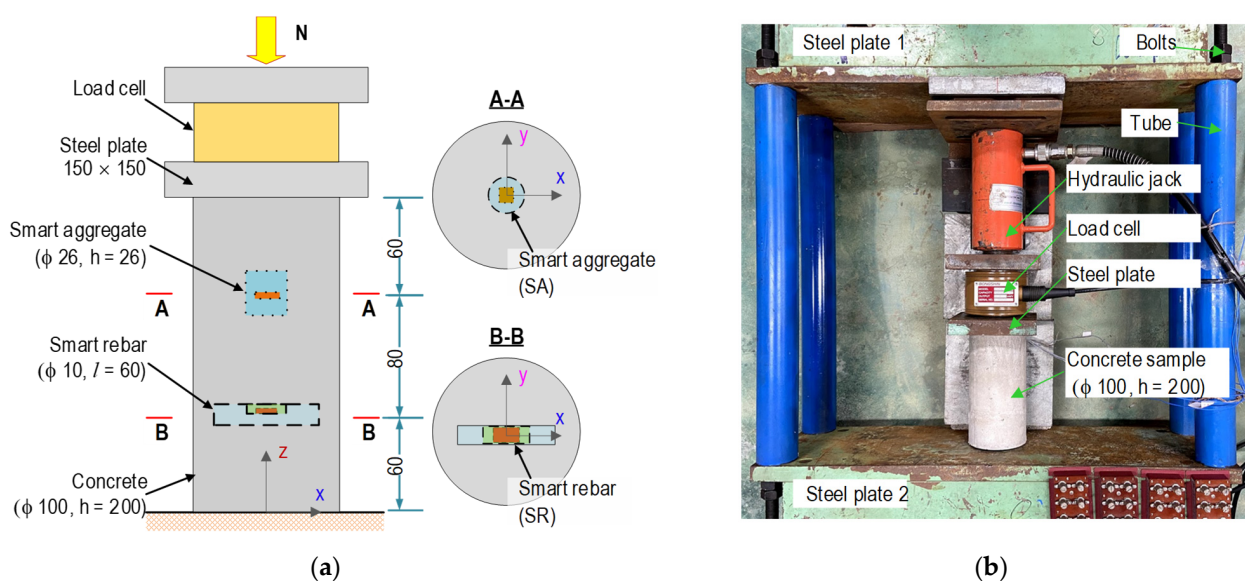 N
Load cell
Steel plate
150 × 150
Smart aggregate
(ϕ 26, h = 26)
A
A
Smart rebar
(ϕ 10, l = 60)
B
B
z
x
Concrete
(ϕ 100, h = 200)
60
80
60
A-A
y
x
Smart aggregate
(SA)
B-B
y
x
Smart rebar
(SR)
(a)
Steel plate 1
Bolts
Tube
Hydraulic jack
Load cell
Steel plate
Concrete sample
(ϕ 100, h = 200)
Steel plate 2
(b)